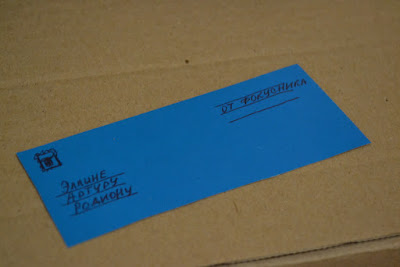 от фокусника
Эллине
Артуру
Родиону